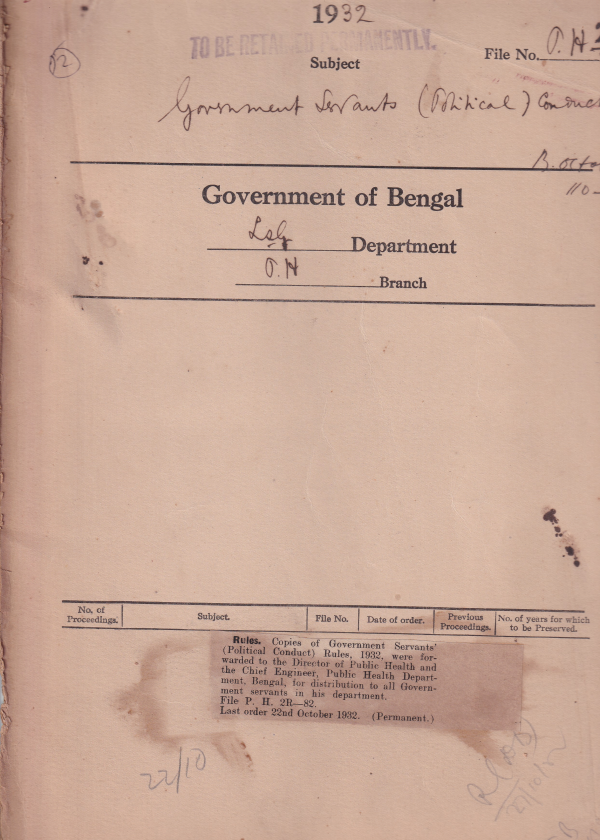 1932
TO BE RETAINED PERMANENTLY.
12
File No. P. H
Subject
Government Servants (Political) Conduc
B. Octo
110-
Government of Bengal
LSG Department
P. H Branch
No. of Proceedings. Subject. File No. Date of order. Previous Proceedings. No. of years for which to be Preserved.
Rules. Copies of Government Servants'
(Political Conduct) Rules, 1932, were for-
warded to the Director of Public Health and
the Chief Engineer, Public Health Depart-
ment, Bengal, for distribution to all Govern-
ment servants in his department.
File P. H. 2R—82.
Last order 22nd October 1932. (Permanent.)
22/10